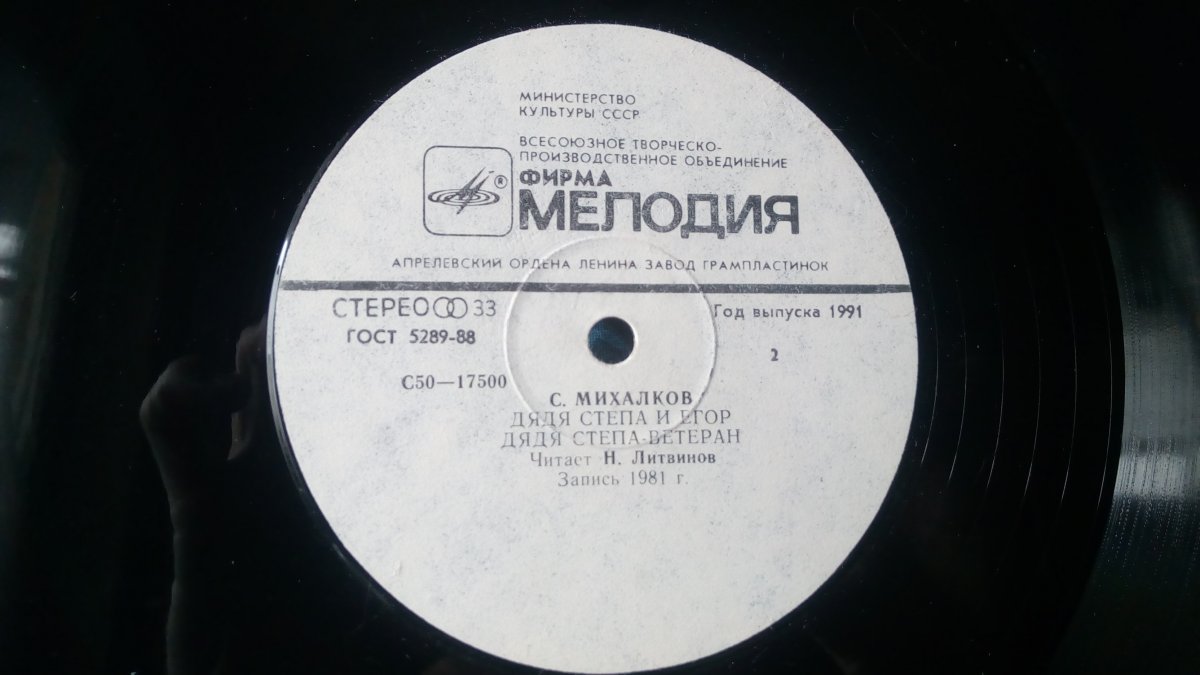 МИНИСТЕРСТВО
КУЛЬТУРЫ СССР
ВСЕСОЮЗНОЕ ТВОРЧЕСКО-
ПРОИЗВОДСТВЕННОЕ ОБЪЕДИНЕНИЕ
®
ФИРМА
МЕЛОДИЯ
АПРЕЛЕВСКИЙ ОРДЕНА ЛЕНИНА ЗАВОД ГРАМПЛАСТИНОК
СТЕРЕО 33
Год выпуска 1991
ГОСТ 5289-88
2
С50—17500
С. МИХАЛКОВ
ДЯДЯ СТЕПА И ЕГОР
ДЯДЯ СТЕПА-ВЕТЕРАН
Читает Н. Литвинов
Запись 1981 г.